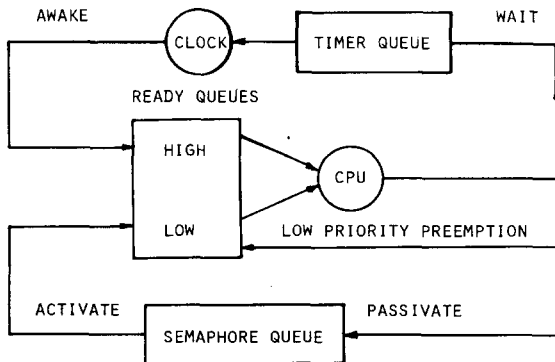 AWAKE
CLOCK
TIMER QUEUE
WAIT
READY QUEUES
HIGH
CPU
LOW
LOW PRIORITY PREEMPTION
ACTIVATE
PASSIVATE
SEMAPHORE QUEUE